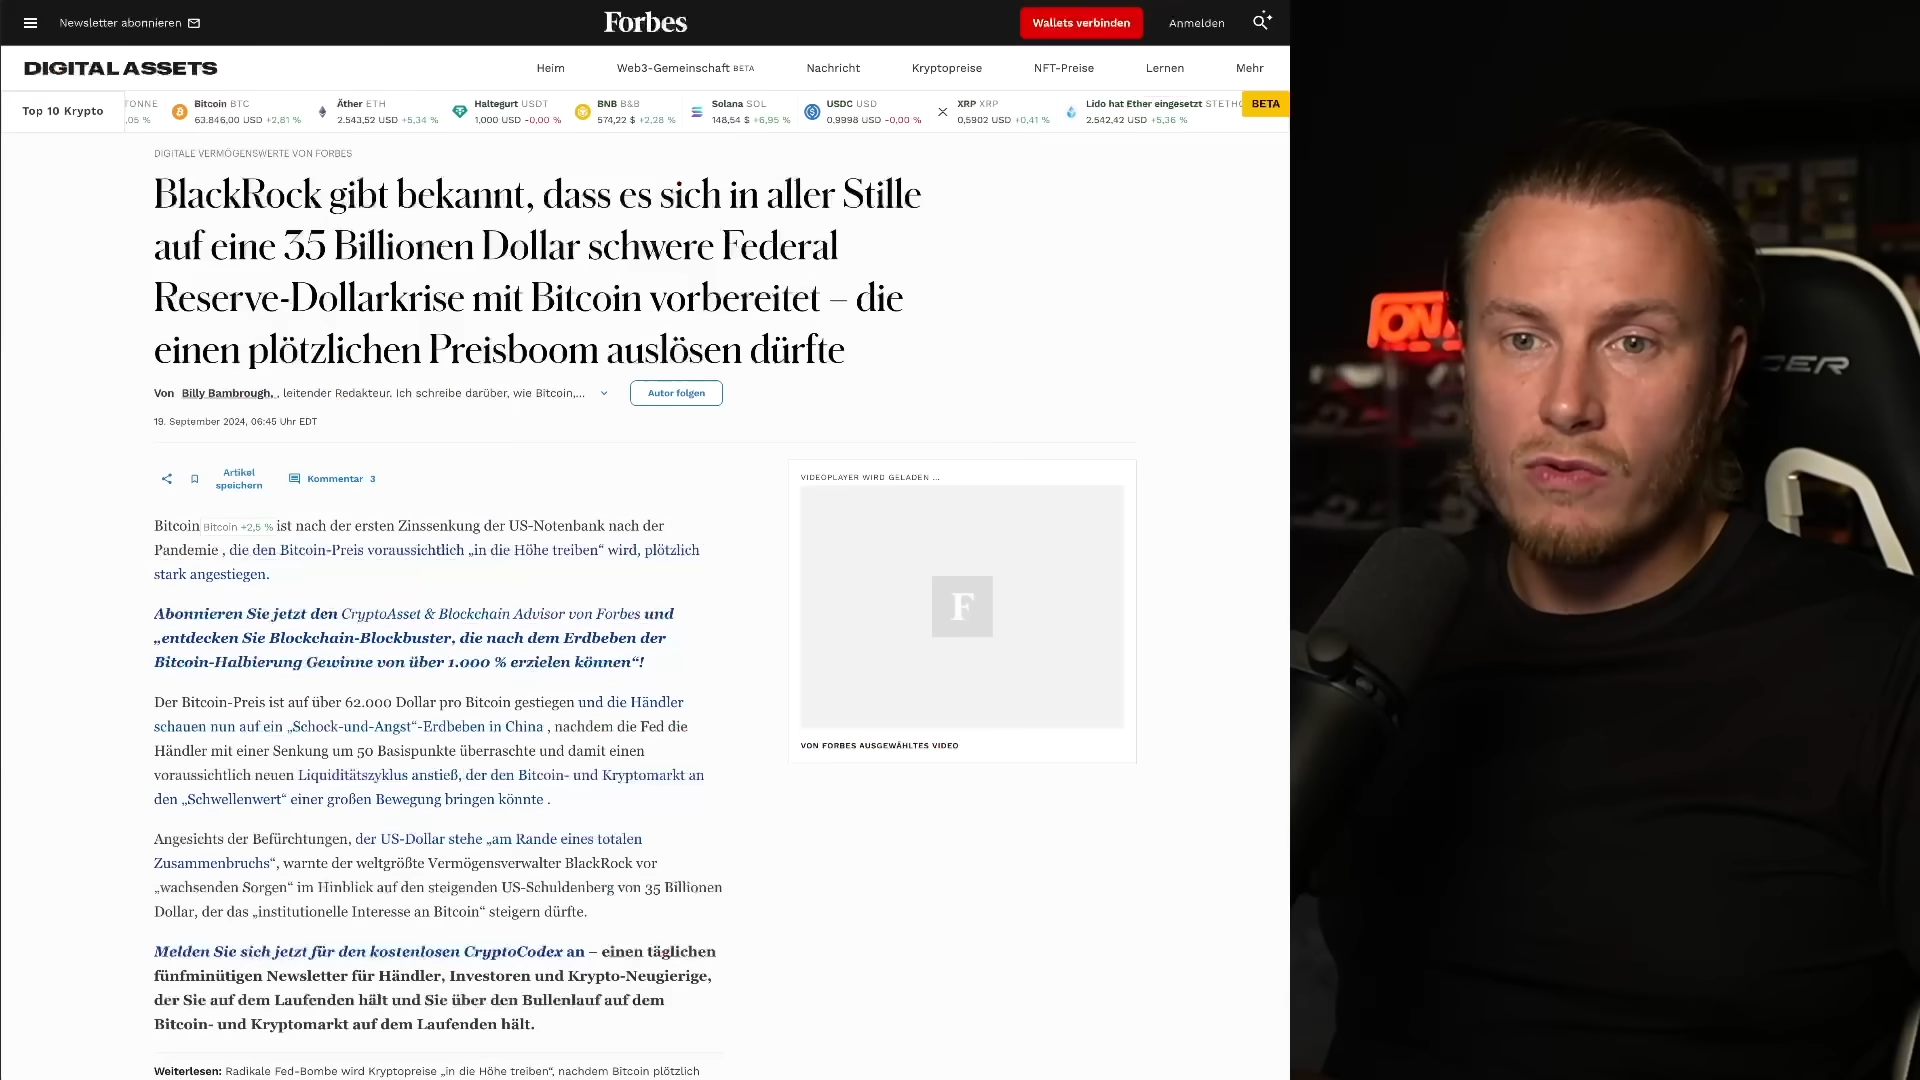 Newsletter abonnieren
Forbes
Wallets verbinden
Anmelden
DIGITAL ASSETS
Heim
Web3-Gemeinschaft BETA
Nachricht
Kryptopreise
NFT-Preise
Lernen
Mehr
Top 10 Krypto
TONNE
,05 %
Bitcoin BTC
63.846,00 USD +2,81 %
Äther ETH
2.543,52 USD +5,34 %
Haltegurt USDT
1,000 USD -0,00 %
BNB B&B
574,22 $ +2,28 %
Solana SOL
148,54 $ +6,95 %
USDC USD
0,9998 USD -0,00 %
XRP XRP
0,5902 USD +0,41 %
Lido hat Ether eingesetzt STETH
2.542,42 USD +5,36 %
BETA
DIGITALE VERMÖGENSWERTE VON FORBES
BlackRock gibt bekannt, dass es sich in aller Stille
auf eine 35 Billionen Dollar schwere Federal
Reserve-Dollarkrise mit Bitcoin vorbereitet – die
einen plötzlichen Preisboom auslösen dürfte
Von Billy Bambrough, , leitender Redakteur. Ich schreibe darüber, wie Bitcoin,...
Autor folgen
19. September 2024, 06:45 Uhr EDT
Artikel
speichern
Kommentar 3
VIDEOPLAYER WIRD GELADEN ...
F
VON FORBES AUSGEWÄHLTES VIDEO
Bitcoin Bitcoin +2,5 % ist nach der ersten Zinssenkung der US-Notenbank nach der
Pandemie , die den Bitcoin-Preis voraussichtlich „in die Höhe treiben“ wird, plötzlich
stark angestiegen.
Abonnieren Sie jetzt den CryptoAsset & Blockchain Advisor von Forbes und
„entdecken Sie Blockchain-Blockbuster, die nach dem Erdbeben der
Bitcoin-Halbierung Gewinne von über 1.000 % erzielen können“!
Der Bitcoin-Preis ist auf über 62.000 Dollar pro Bitcoin gestiegen und die Händler
schauen nun auf ein „Schock-und-Angst“-Erdbeben in China , nachdem die Fed die
Händler mit einer Senkung um 50 Basispunkte überraschte und damit einen
voraussichtlich neuen Liquiditätszyklus anstieß, der den Bitcoin- und Kryptomarkt an
den „Schwellenwert“ einer großen Bewegung bringen könnte .
Angesichts der Befürchtungen, der US-Dollar stehe „am Rande eines totalen
Zusammenbruchs“, warnte der weltgrößte Vermögensverwalter BlackRock vor
„wachsenden Sorgen“ im Hinblick auf den steigenden US-Schuldenberg von 35 Billionen
Dollar, der das „institutionelle Interesse an Bitcoin“ steigern dürfte.
Melden Sie sich jetzt für den kostenlosen CryptoCodex an – einen täglichen
fünfminütigen Newsletter für Händler, Investoren und Krypto-Neugierige,
der Sie auf dem Laufenden hält und Sie über den Bullenlauf auf dem
Bitcoin- und Kryptomarkt auf dem Laufenden hält.
Weiterlesen: Radikale Fed-Bombe wird Kryptopreise „in die Höhe treiben“, nachdem Bitcoin plötzlich